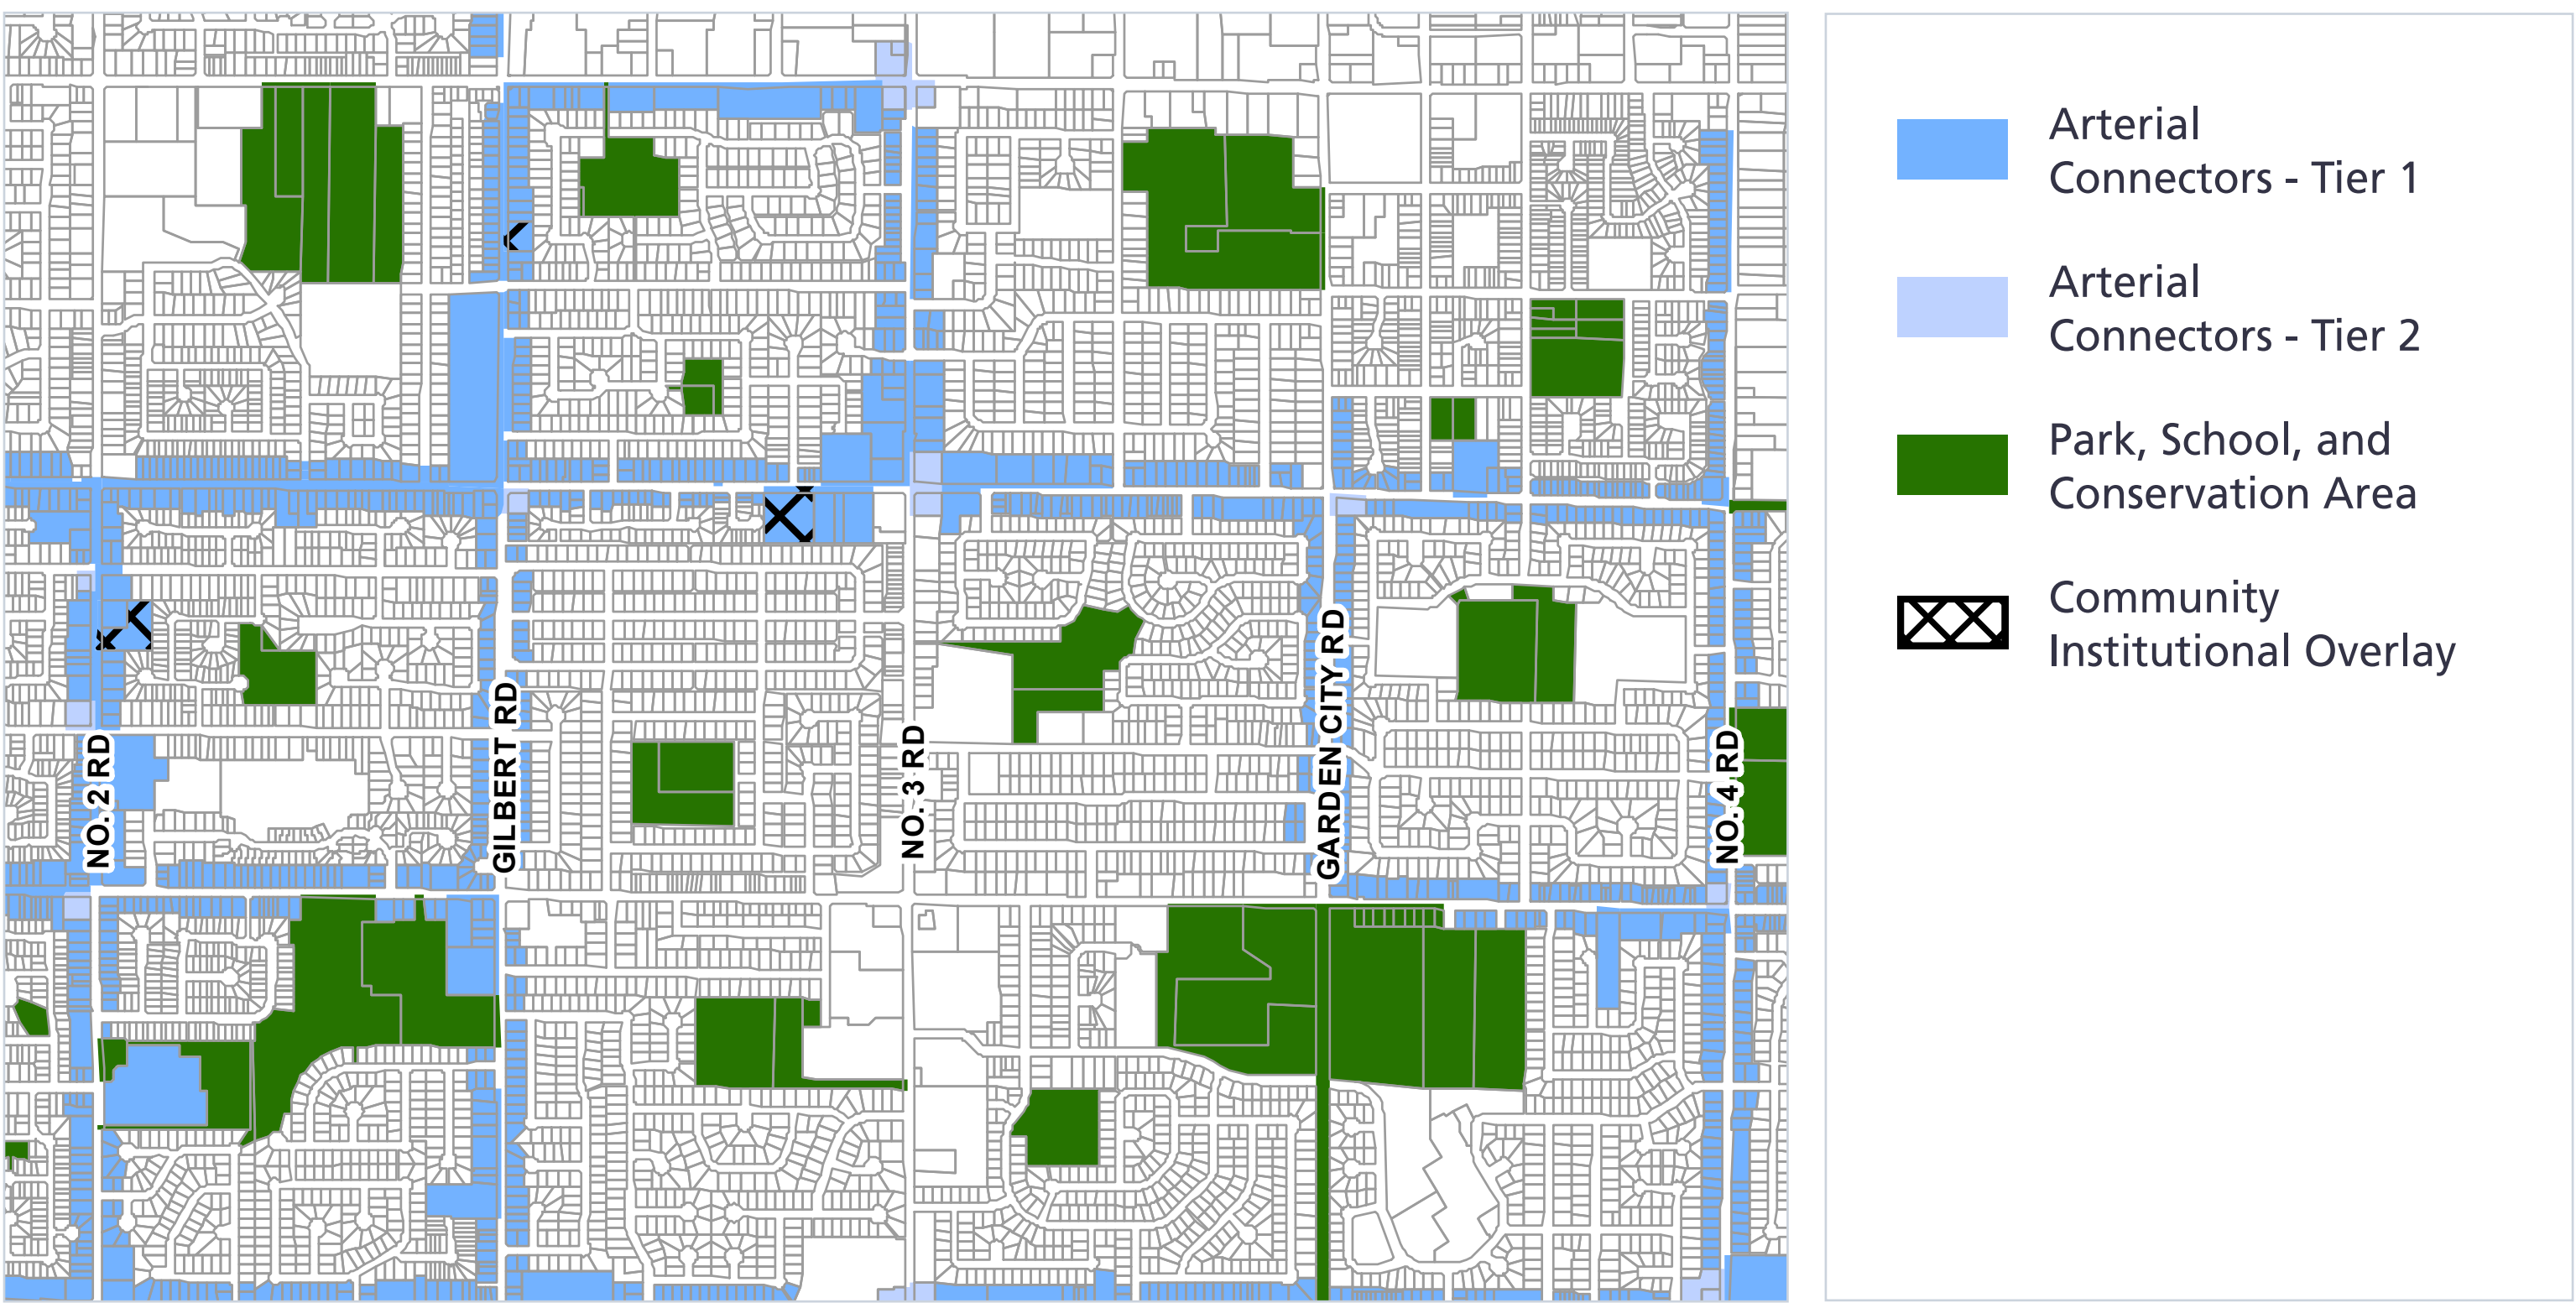 NO. 2 RD
GILBERT RD
NO. 3 RD
GARDEN CITY RD
NO. 4 RD
Arterial
Connectors - Tier 1
Arterial
Connectors - Tier 2
Park, School, and
Conservation Area
Community
Institutional Overlay